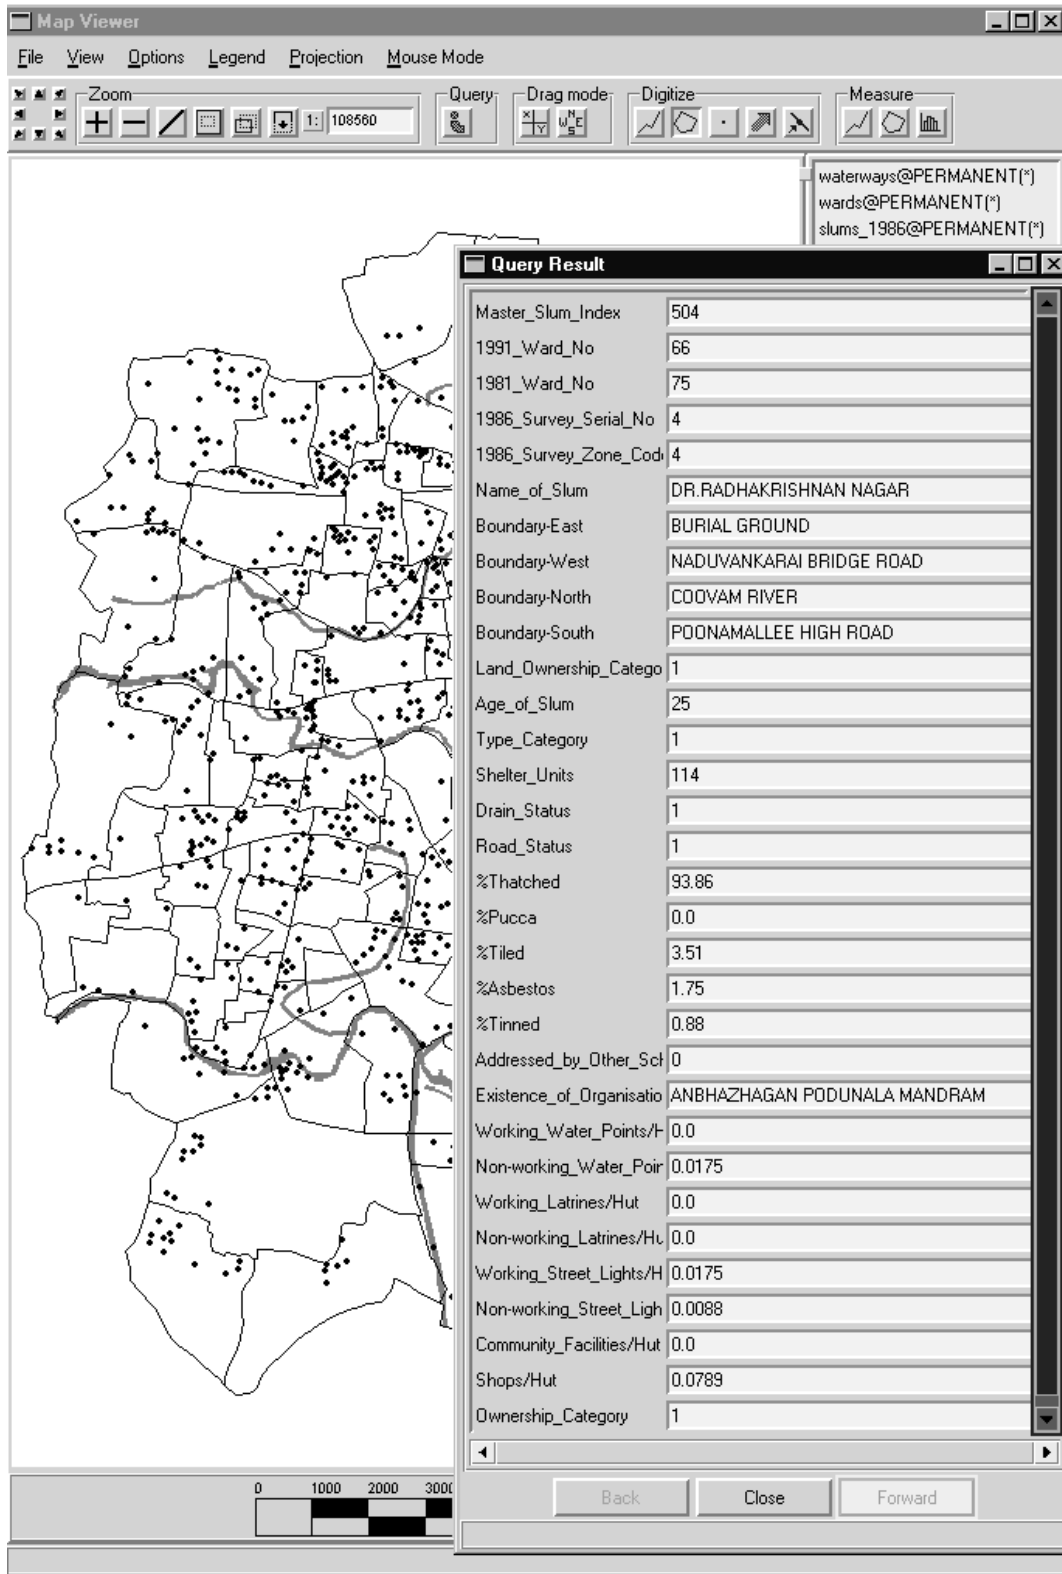 Map Viewer
File View Options Legend Projection Mouse Mode
Zoom Query Drag mode Digitize Measure
1: 108560
waterways@PERMANENT(*)
wards@PERMANENT(*)
slums_1986@PERMANENT(*)
Query Result
Master_Slum_Index 504
1991_Ward_No 66
1981_Ward_No 75
1986_Survey_Serial_No 4
1986_Survey_Zone_Code 4
Name_of_Slum DR.RADHAKRISHNAN NAGAR
Boundary-East BURIAL GROUND
Boundary-West NADUVANKARAI BRIDGE ROAD
Boundary-North COOVAM RIVER
Boundary-South POONAMALLEE HIGH ROAD
Land_Ownership_Catego 1
Age_of_Slum 25
Type_Category 1
Shelter_Units 114
Drain_Status 1
Road_Status 1
%Thatched 93.86
%Pucca 0.0
%Tiled 3.51
%Asbestos 1.75
%Tinned 0.88
Addressed_by_Other_Sch 0
Existence_of_Organisatio ANBHAZHAGAN PODUNALA MANDRAM
Working_Water_Points/H 0.0
Non-working_Water_Poin 0.0175
Working_Latrines/Hut 0.0
Non-working_Latrines/Hu 0.0
Working_Street_Lights/H 0.0175
Non-working_Street_Ligh 0.0088
Community_Facilities/Hut 0.0
Shops/Hut 0.0789
Ownership_Category 1
0 1000 2000 3000
Back Close Forward